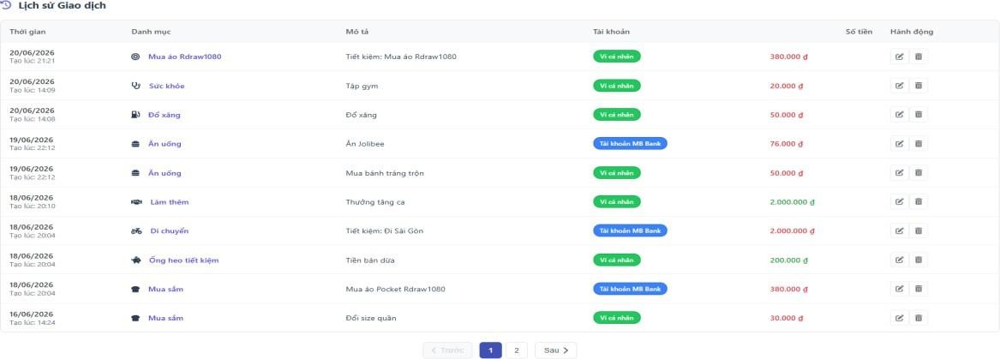 Lịch sử Giao dịch
Thời gian Danh mục Mô tả Tài khoản Số tiền Hành động
20/06/2026 Mua áo Rdraw1080 Tiết kiệm: Mua áo Rdraw1080 Ví cá nhân 380.000 ₫
Tạo lúc: 21:21
20/06/2026 Sức khỏe Tập gym Ví cá nhân 20.000 ₫
Tạo lúc: 14:09
20/06/2026 Đổ xăng Đổ xăng Ví cá nhân 50.000 ₫
Tạo lúc: 14:08
19/06/2026 Ăn uống Ăn Jolibee Tài khoản MB Bank 76.000 ₫
Tạo lúc: 22:12
19/06/2026 Ăn uống Mua bánh tráng trộn Ví cá nhân 50.000 ₫
Tạo lúc: 22:12
18/06/2026 Làm thêm Thưởng tăng ca Ví cá nhân 2.000.000 ₫
Tạo lúc: 20:10
18/06/2026 Di chuyển Tiết kiệm: Đi Sài Gòn Tài khoản MB Bank 2.000.000 ₫
Tạo lúc: 20:04
18/06/2026 Ống heo tiết kiệm Tiền bán dừa Ví cá nhân 200.000 ₫
Tạo lúc: 20:04
18/06/2026 Mua sắm Mua áo Pocket Rdraw1080 Tài khoản MB Bank 380.000 ₫
Tạo lúc: 20:04
16/06/2026 Mua sắm Đổi size quần Ví cá nhân 30.000 ₫
Tạo lúc: 14:24
Trước 1 2 Sau